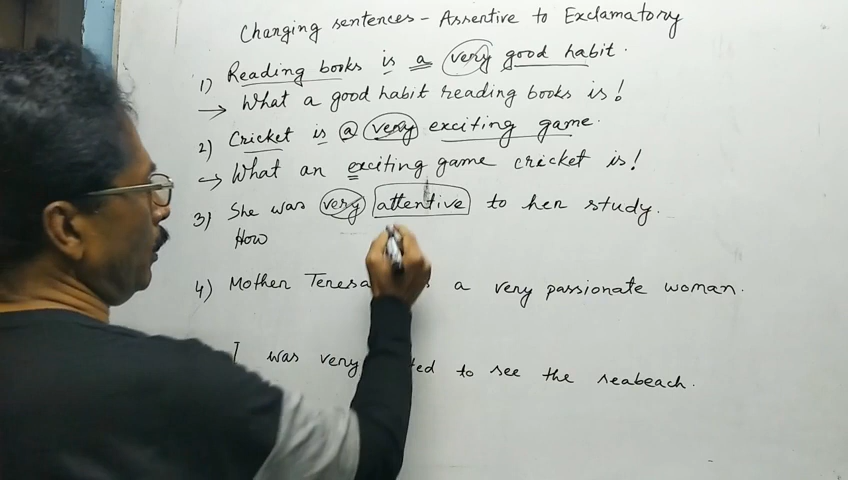 Changing sentences - Assentive to Exclamatory
1) Reading books is a very good habit.
→ What a good habit reading books is!
2) Cricket is a very exciting game.
→ What an exciting game cricket is!
3) She was very attentive to her study.
How
4) Mother Teresa a very passionate woman.
I was very to see the seabeach.